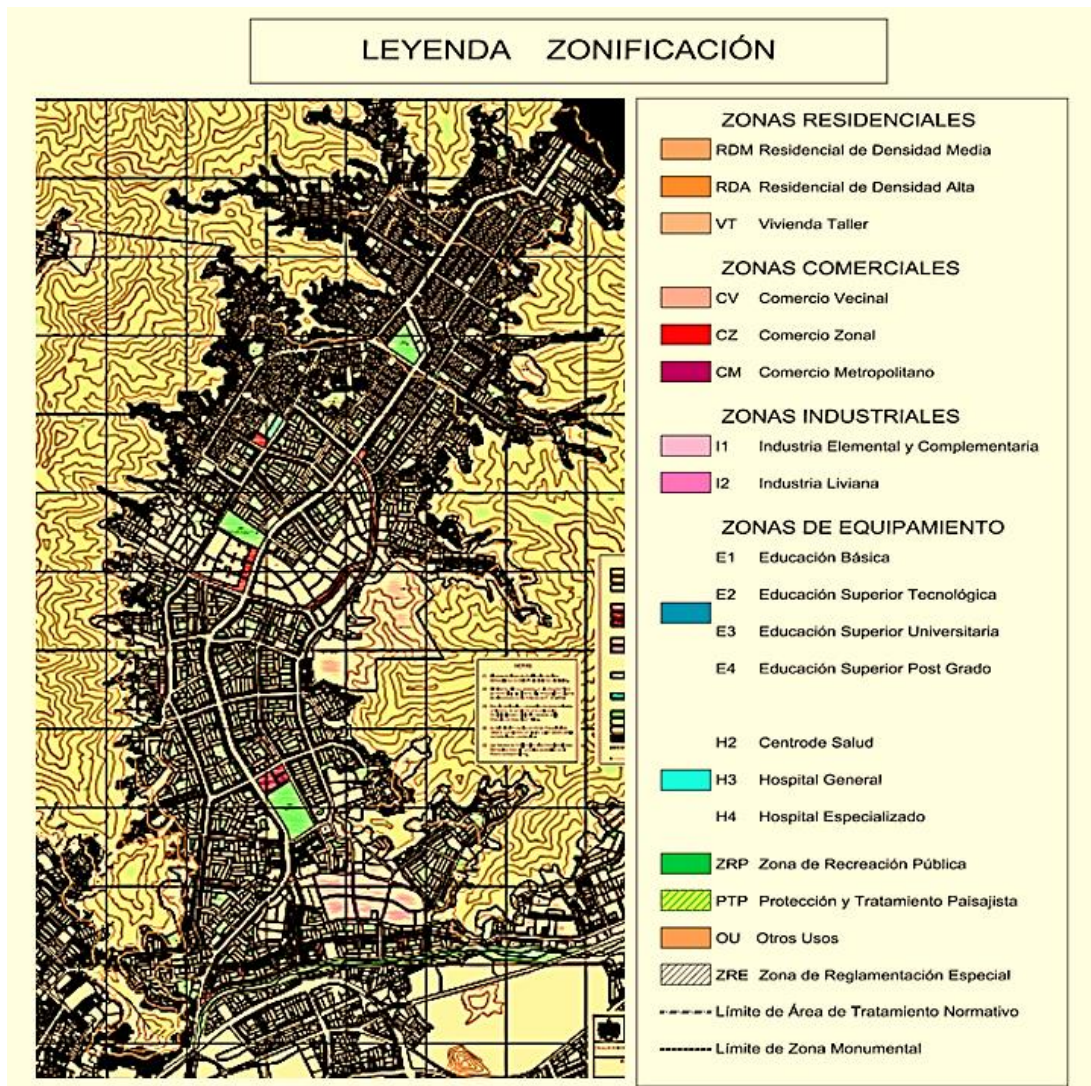 LEYENDA ZONIFICACIÓN
ZONAS RESIDENCIALES
RDM Residencial de Densidad Media
RDA Residencial de Densidad Alta
VT Vivienda Taller
ZONAS COMERCIALES
CV Comercio Vecinal
CZ Comercio Zonal
CM Comercio Metropolitano
ZONAS INDUSTRIALES
I1 Industria Elemental y Complementaria
I2 Industria Liviana
ZONAS DE EQUIPAMIENTO
E1 Educación Básica
E2 Educación Superior Tecnológica
E3 Educación Superior Universitaria
E4 Educación Superior Post Grado
H2 Centrode Salud
H3 Hospital General
H4 Hospital Especializado
ZRP Zona de Recreación Pública
PTP Protección y Tratamiento Paisajista
OU Otros Usos
ZRE Zona de Reglamentación Especial
Límite de Área de Tratamiento Normativo
Límite de Zona Monumental